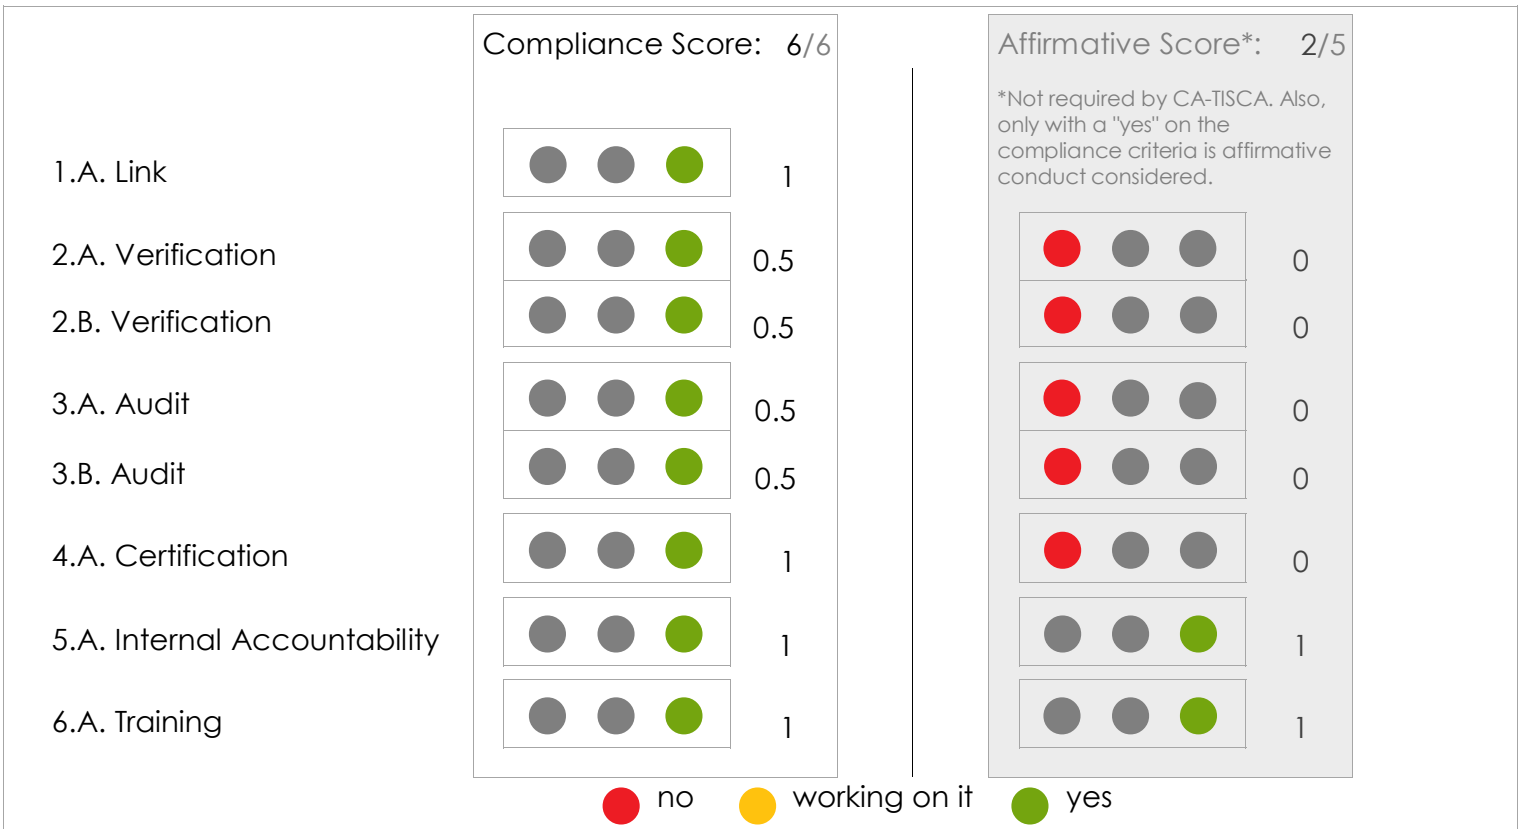 Compliance Score: 6/6
Affirmative Score*: 2/5
*Not required by CA-TISCA. Also,
only with a "yes" on the
compliance criteria is affirmative
conduct considered.
1.A. Link 1
2.A. Verification 0.5 0
2.B. Verification 0.5 0
3.A. Audit 0.5 0
3.B. Audit 0.5 0
4.A. Certification 1 0
5.A. Internal Accountability 1 1
6.A. Training 1 1
no working on it yes